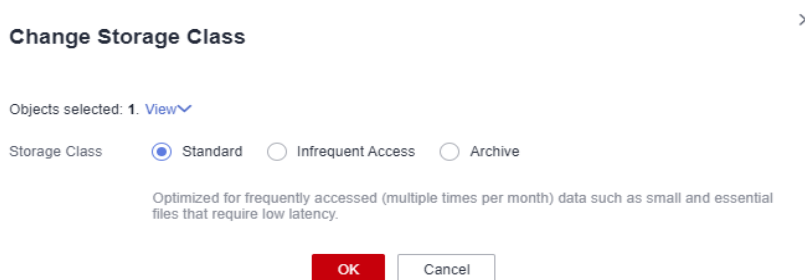 Change Storage Class
Objects selected: 1. View
Storage Class Standard Infrequent Access Archive
Optimized for frequently accessed (multiple times per month) data such as small and essential
files that require low latency.
OK Cancel